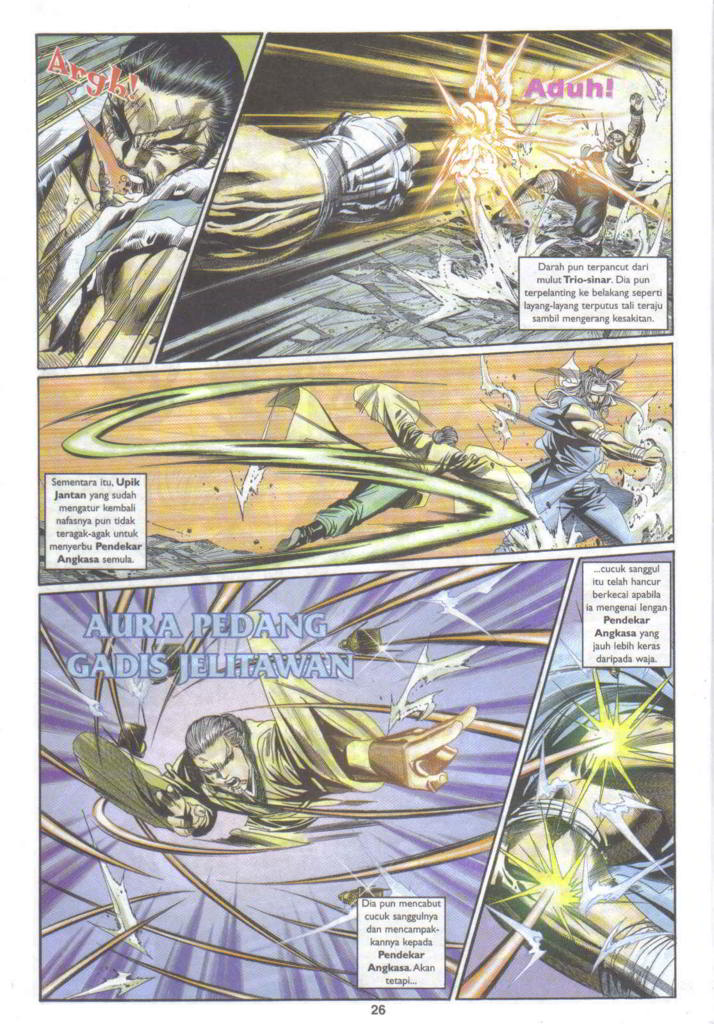 Argh!
Aduh!
Darah pun terpancut dari
mulut Trio-sinar. Dia pun
terpelanting ke belakang seperti
layang-layang terputus tali teraju
sambil mengerang kesakitan.
Sementara itu, Upik
Jantan yang sudah
mengatur kembali
nafasnya pun tidak
teragak-agak untuk
menyerbu Pendekar
Angkasa semula.
AURA PEDANG
GADIS JELITAWAN
Dia pun mencabut
cucuk sanggulnya
dan mencampak-
kannya kepada
Pendekar
Angkasa. Akan
tetapi...
...cucuk sanggul
itu telah hancur
berkecai apabila
ia mengenai lengan
Pendekar
Angkasa yang
jauh lebih keras
daripada waja.
26